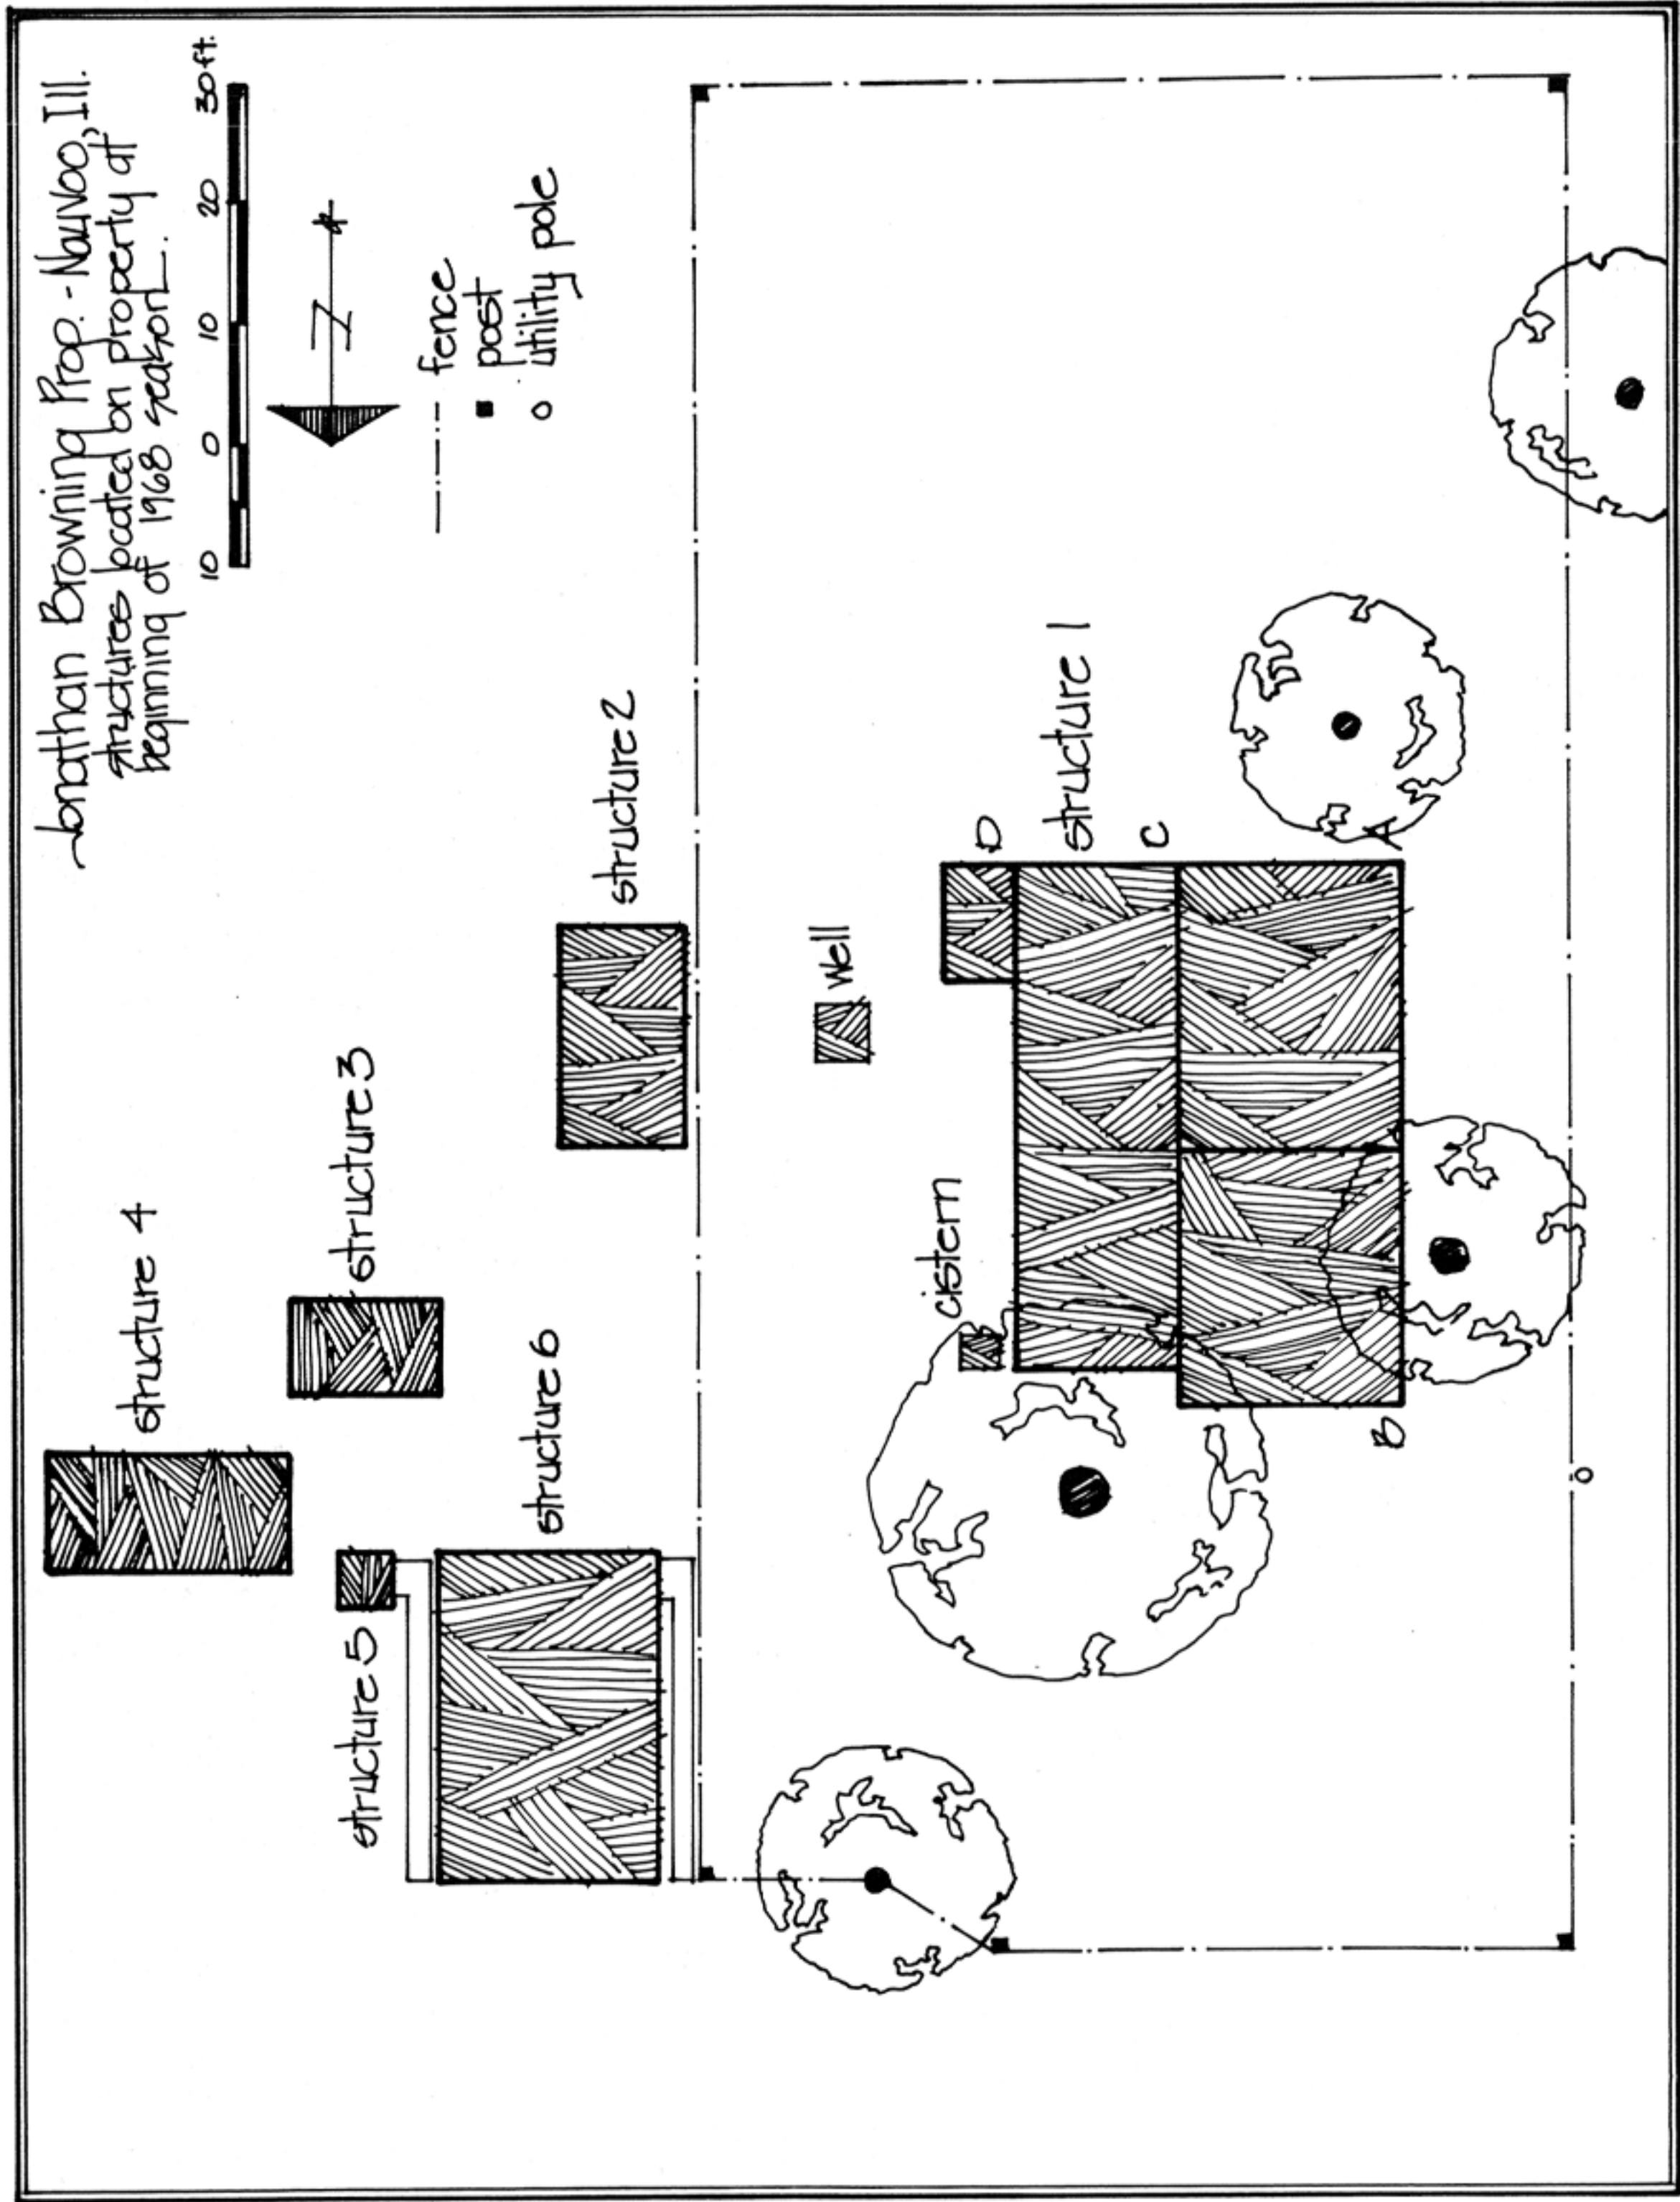 Jonathan Browning Prop. - Nauvoo, Ill.
structures located on property at
beginning of 1968 season.
10 0 10 20 30 ft.
N
fence
post
utility pole
structure 4
structure 3
structure 2
structure 5
structure 6
well
cistern
structure 1
D
C
A
B